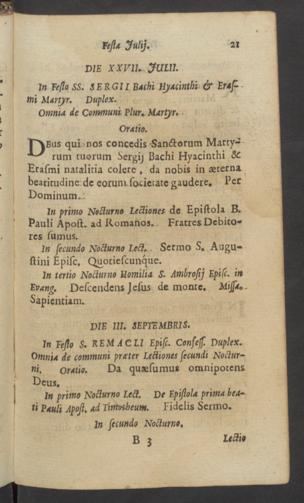 Festa Julij. 21
DIE XXVII. JULII.
In Festo SS. SERGII Bachi Hyacinthi & Eras-
mi Martyr. Duplex.
Omnia de Communi Plur. Martyr.
Oratio.
DEus qui nos concedis Sanctorum Marty-
rum tuorum Sergij Bachi Hyacinthi &
Erasmi natalitia colere, da nobis in æterna
beatitudine de eorum societate gaudere. Per
Dominum.
In primo Nocturno Lectiones de Epistola B.
Pauli Apost. ad Romanos. Fratres Debito-
res sumus.
In secundo Nocturno Lect. Sermo S. Augu-
stini Episc. Quotiescunque.
In tertio Nocturno Homilia S. Ambrosij Episc. in
Evang. Descendens Jesus de monte. Missa.
Sapientiam.
DIE III. SEPTEMBRIS.
In Festo S. REMACLI Episc. Confess. Duplex.
Omnia de communi præter Lectiones secundi Noctur-
ni. Oratio. Da quæsumus omnipotens
Deus.
In primo Nocturno Lect. De Epistola prima bea-
ti Pauli Apost. ad Timotheum. Fidelis Sermo.
In secundo Nocturno.
B 3 Lectio